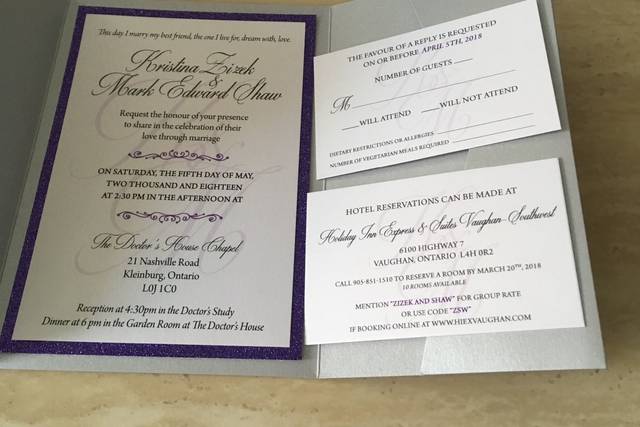 This day I marry my best friend, the one I live for, dream with, love.
Kristina Zizek
&
Mark Edward Shaw
Request the honour of your presence
to share in the celebration of their
love through marriage
ON SATURDAY, THE FIFTH DAY OF MAY,
TWO THOUSAND AND EIGHTEEN
AT 2:30 PM IN THE AFTERNOON AT
The Doctor's House Chapel
21 Nashville Road
Kleinburg, Ontario
L0J 1C0
Reception at 4:30pm in the Doctor's Study
Dinner at 6 pm in the Garden Room at The Doctor's House
THE FAVOUR OF A REPLY IS REQUESTED
ON OR BEFORE APRIL 5TH, 2018
NUMBER OF GUESTS
M
WILL ATTEND WILL NOT ATTEND
DIETARY RESTRICTIONS OR ALLERGIES
NUMBER OF VEGETARIAN MEALS REQUIRED
HOTEL RESERVATIONS CAN BE MADE AT
Holiday Inn Express & Suites Vaughan-Southwest
6100 HIGHWAY 7
VAUGHAN, ONTARIO L4H 0R2
CALL 905-851-1510 TO RESERVE A ROOM BY MARCH 20TH, 2018
10 ROOMS AVAILABLE
MENTION "ZIZEK AND SHAW" FOR GROUP RATE
OR USE CODE "ZSW"
IF BOOKING ONLINE AT WWW.HIEXVAUGHAN.COM